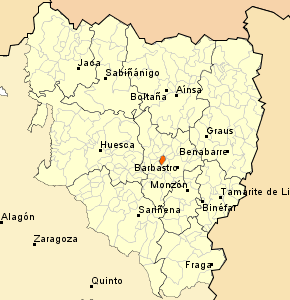 Jaca
Sabiñánigo
Boltaña
Aínsa
Graus
Huesca
Benabarre
Barbastro
Monzón
Tamarite de Li
Binéfar
Sariñena
Alagón
Zaragoza
Fraga
Quinto